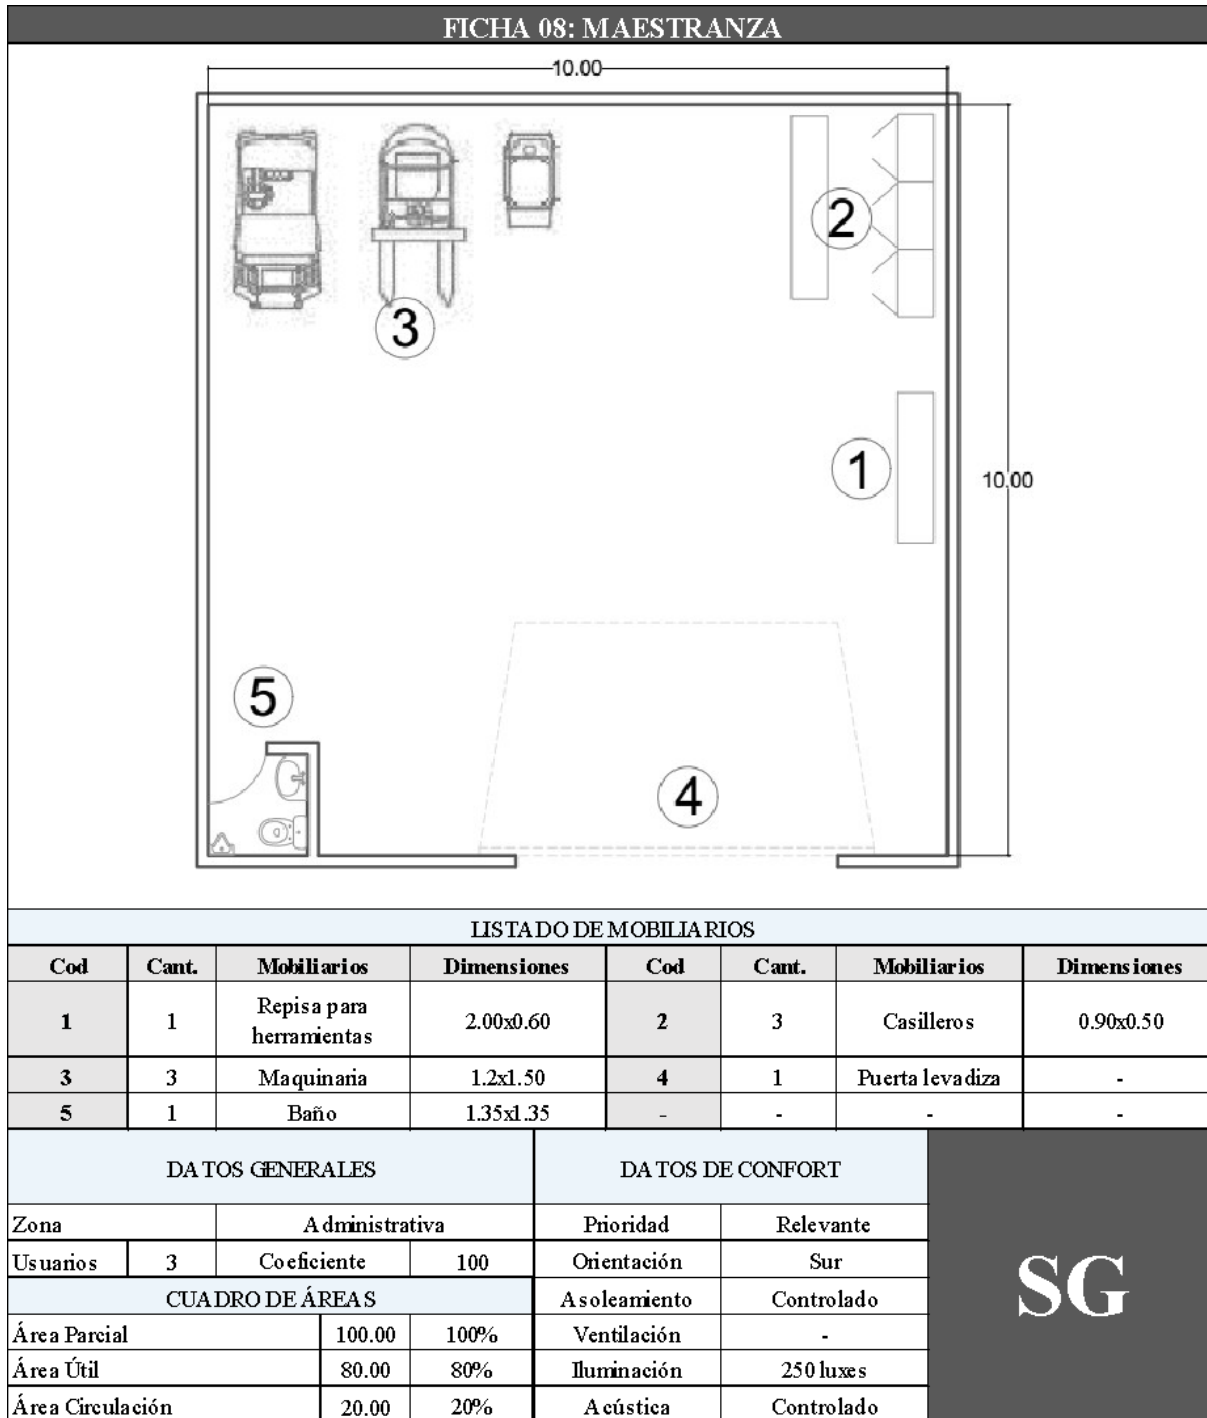 FICHA 08: MAESTRANZA
10.00
2
3
1
10.00
5
4
LISTADO DE MOBILIARIOS
Cod Cant. Mobiliarios Dimensiones Cod Cant. Mobiliarios Dimensiones
1 1 Repisa para herramientas 2.00x0.60 2 3 Casilleros 0.90x0.50
3 3 Maquinaria 1.2x1.50 4 1 Puerta levadiza -
5 1 Baño 1.35x1.35 - - - -
DATOS GENERALES DATOS DE CONFORT
Zona Administrativa Prioridad Relevante
Usuarios 3 Coeficiente 100 Orientación Sur
SG
CUADRO DE ÁREAS Asoleamiento Controlado
Área Parcial 100.00 100% Ventilación -
Área Útil 80.00 80% Iluminación 250 luxes
Área Circulación 20.00 20% Acústica Controlado